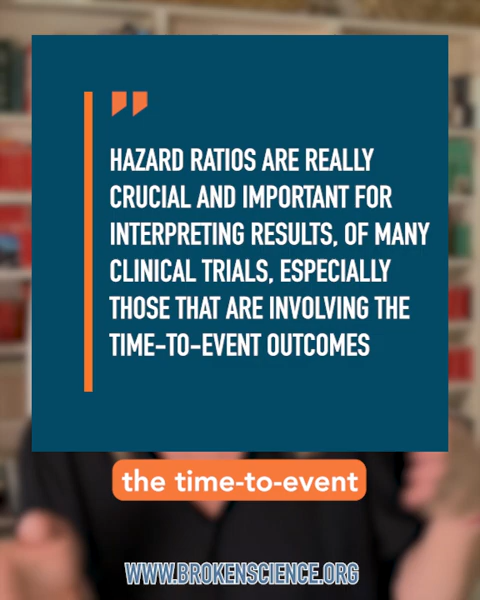 "
HAZARD RATIOS ARE REALLY
CRUCIAL AND IMPORTANT FOR
INTERPRETING RESULTS, OF MANY
CLINICAL TRIALS, ESPECIALLY
THOSE THAT ARE INVOLVING THE
TIME-TO-EVENT OUTCOMES
the time-to-event
WWW.BROKENSCIENCE.ORG